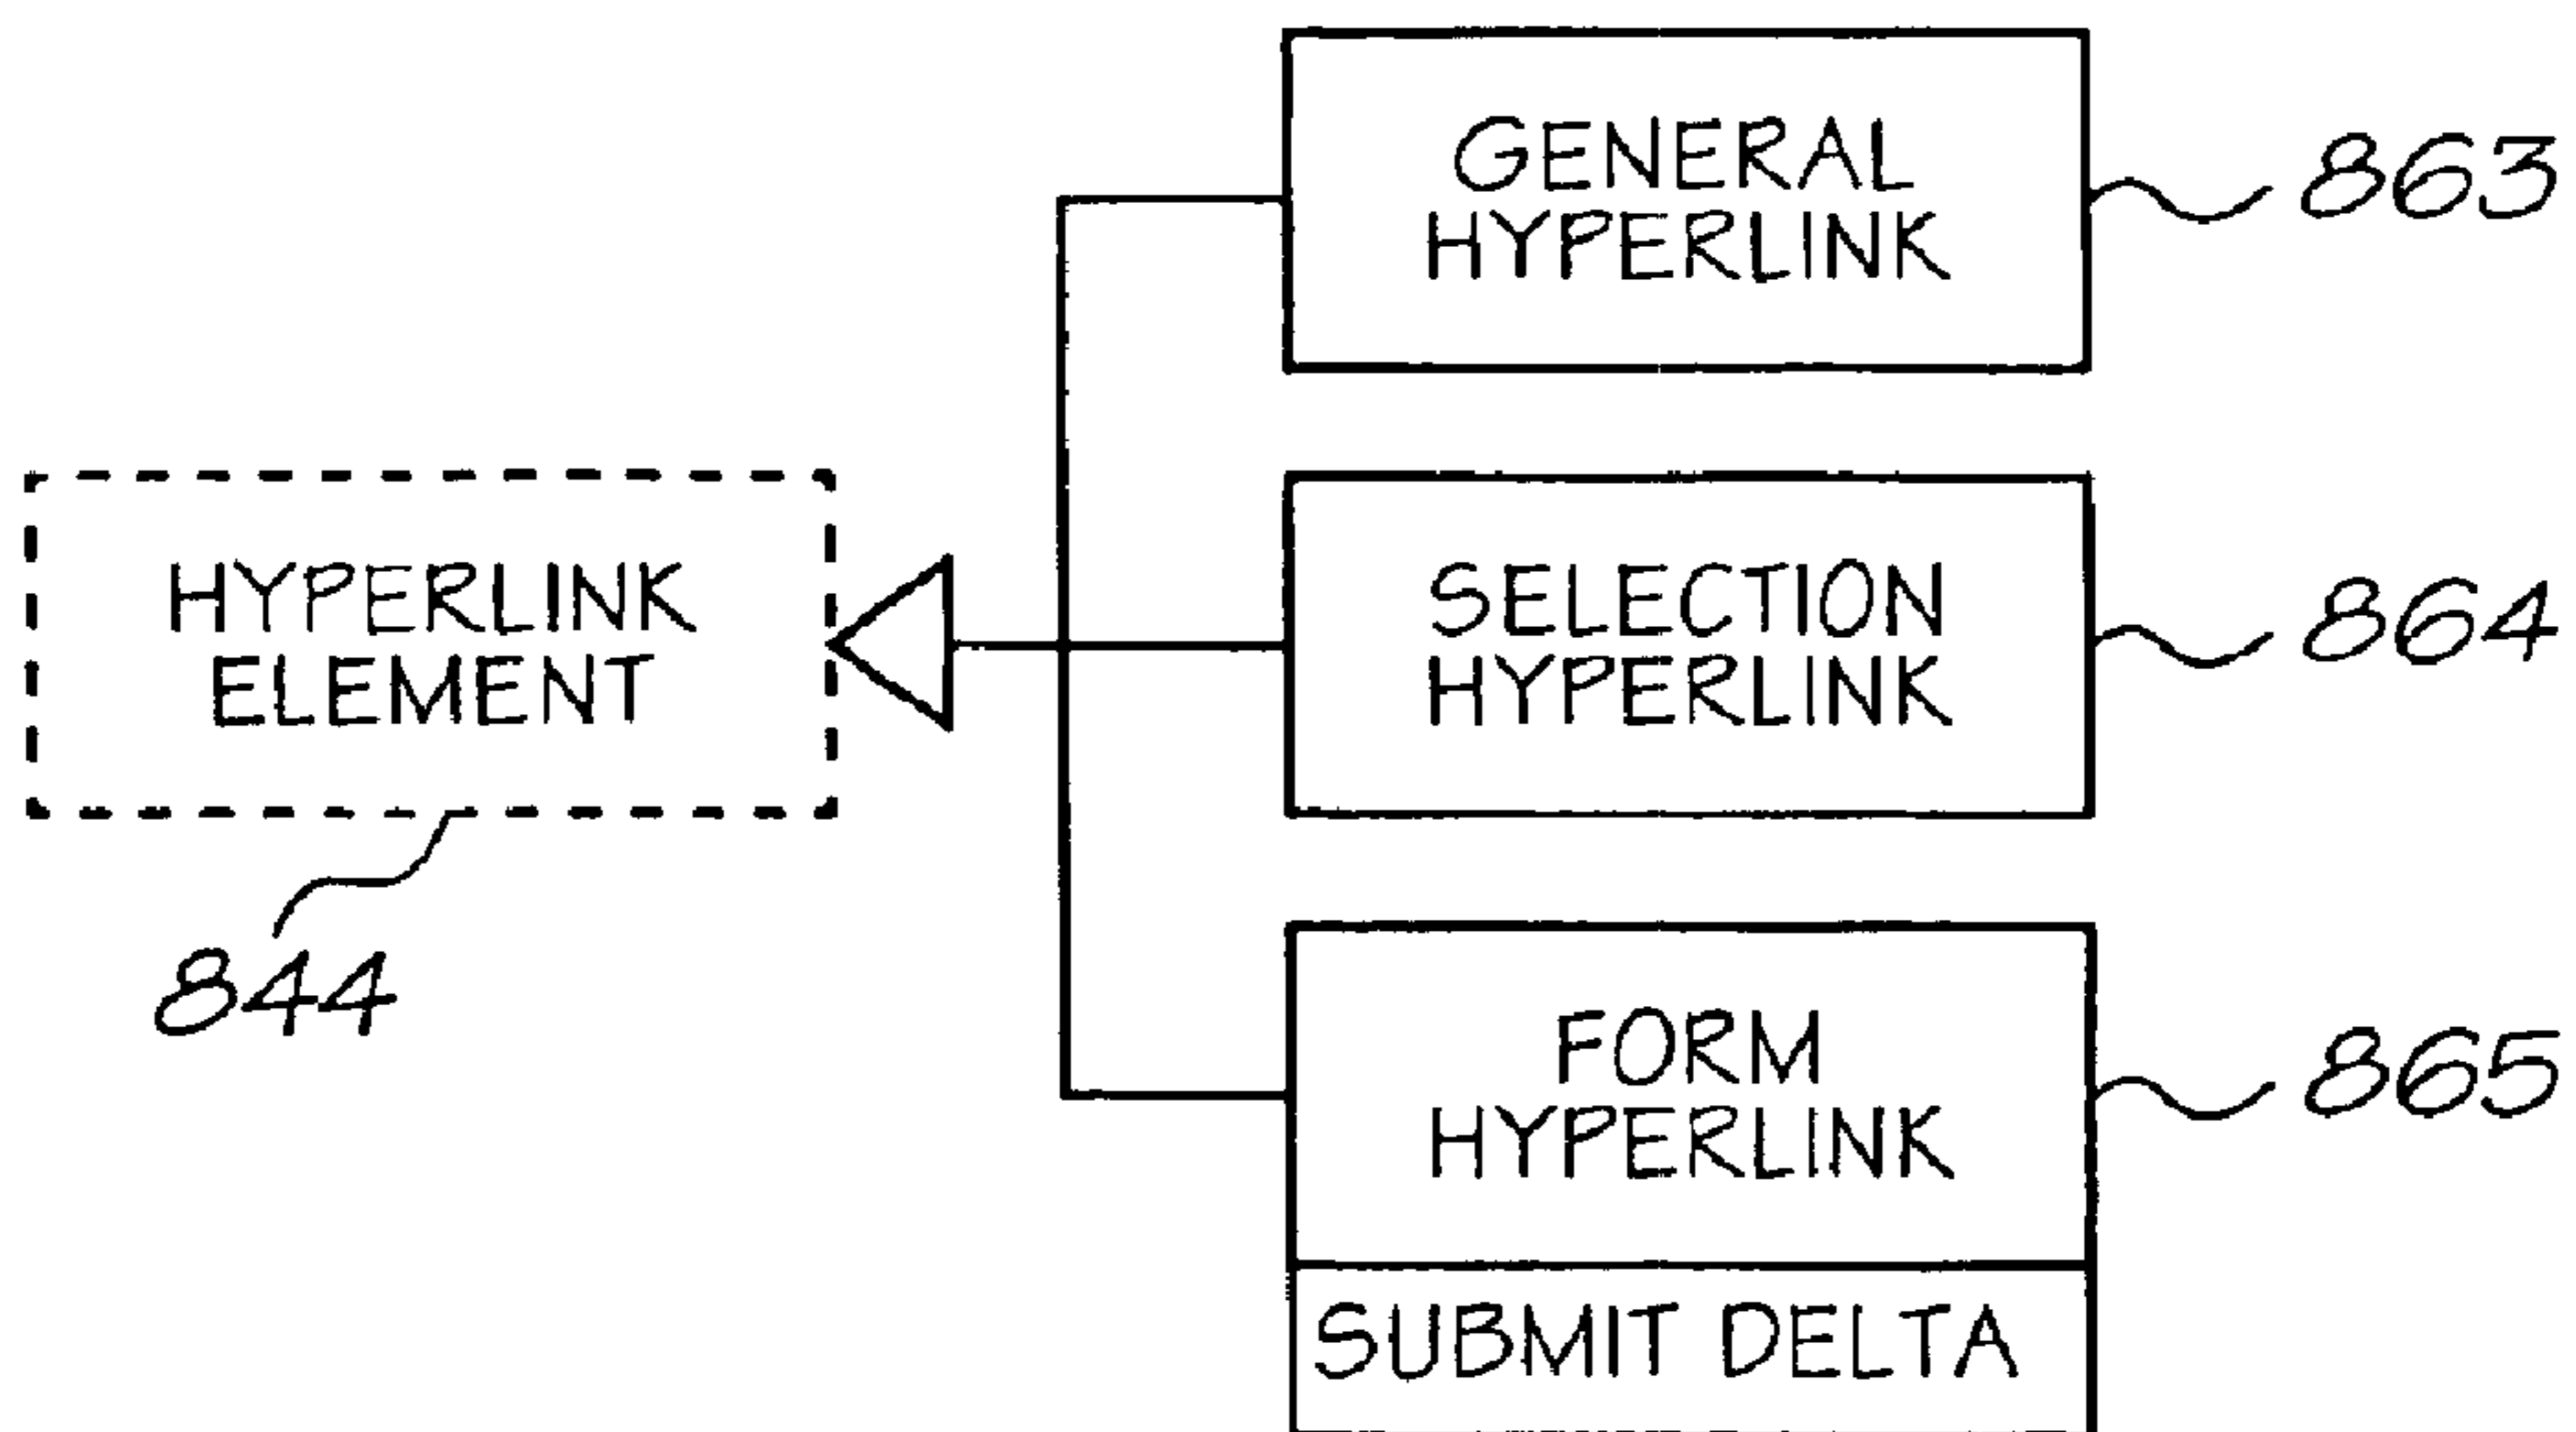 GENERAL
HYPERLINK
863
HYPERLINK
ELEMENT
844
SELECTION
HYPERLINK
864
FORM
HYPERLINK
865
SUBMIT DELTA